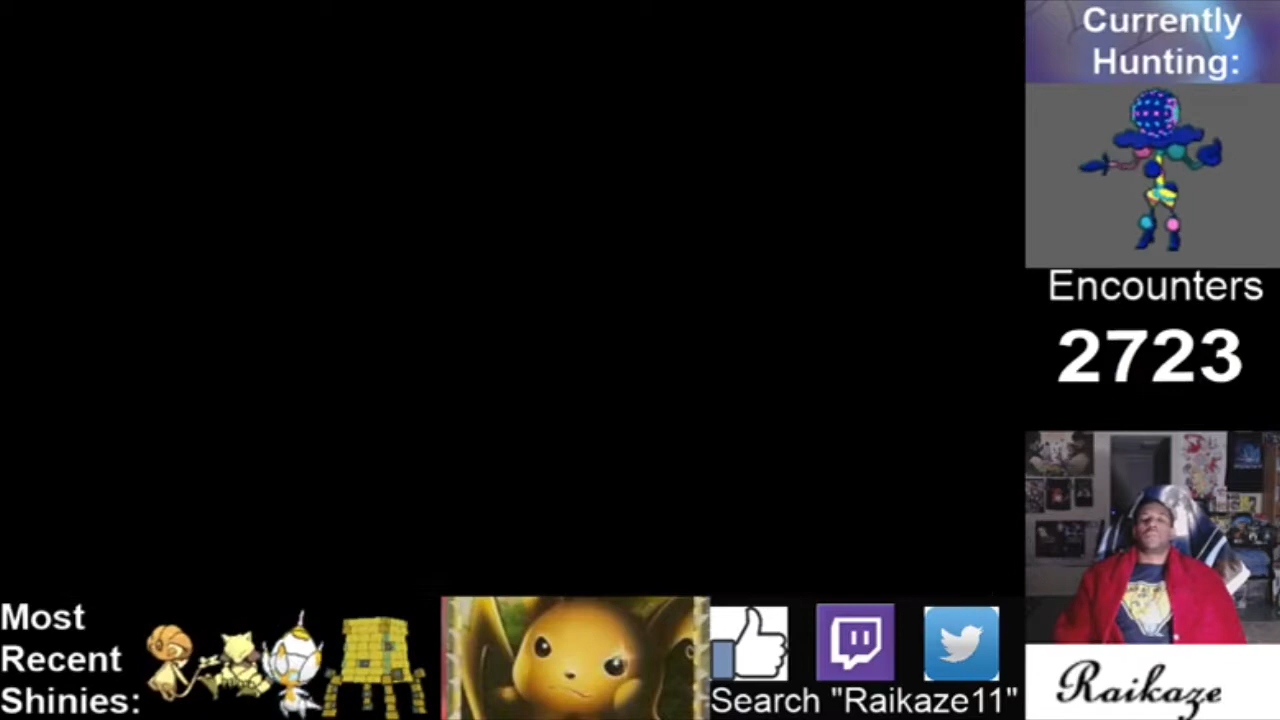 Currently
Hunting:
Encounters
2723
Most
Recent
Shinies:
Search "Raikaze11"
Raikaze